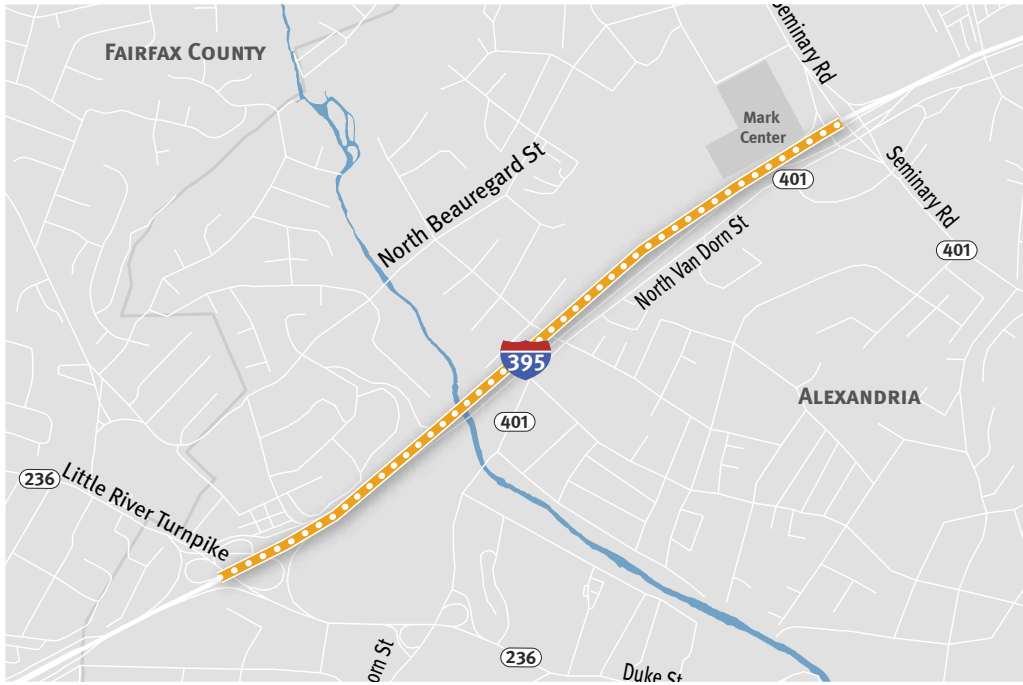 Seminary Rd
FAIRFAX COUNTY
Mark
Center
North Beauregard St
Seminary Rd
401
North Van Dorn St
401
395
ALEXANDRIA
401
236
Little River Turnpike
orn St
236
Duke St